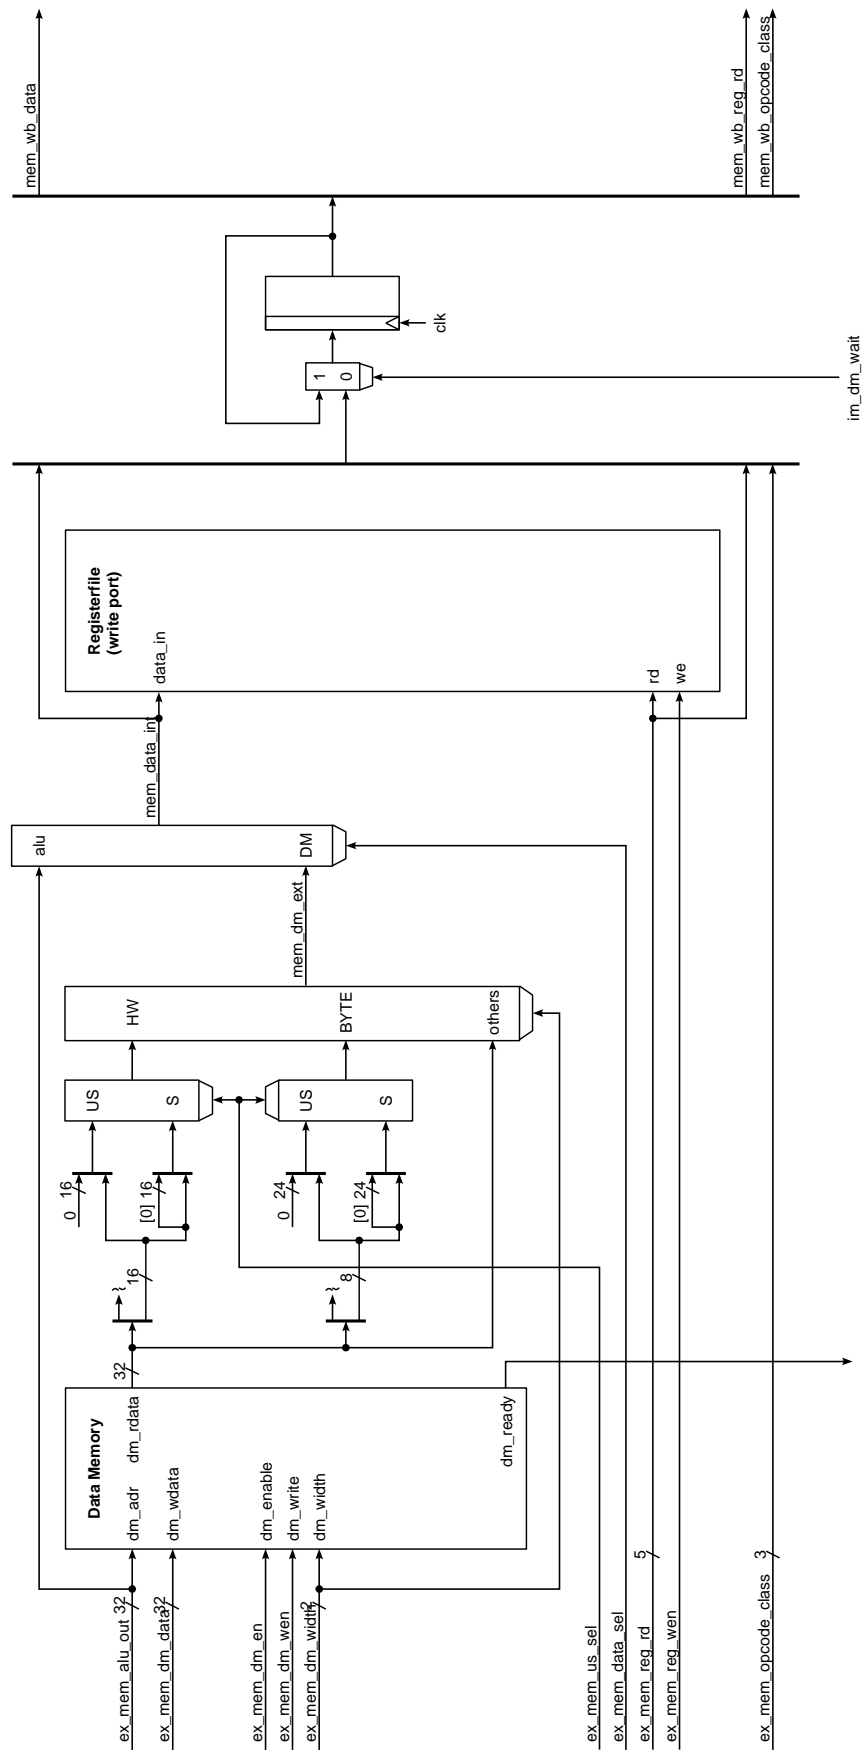 ex_mem_alu_out
32
ex_mem_dm_data
32
ex_mem_dm_en
ex_mem_dm_wen
ex_mem_dm_width
2
ex_mem_us_sel
ex_mem_data_sel
ex_mem_reg_rd
5
ex_mem_reg_wen
ex_mem_opcode_class
3
Data Memory
dm_adr
dm_rdata
dm_wdata
dm_enable
dm_write
dm_width
dm_ready
32
16
8
0
16
[0]
16
0
24
[0]
24
US
S
US
S
HW
BYTE
others
mem_dm_ext
alu
DM
mem_data_int
Registerfile
(write port)
data_in
rd
we
1
0
im_dm_wait
clk
mem_wb_data
mem_wb_reg_rd
mem_wb_opcode_class